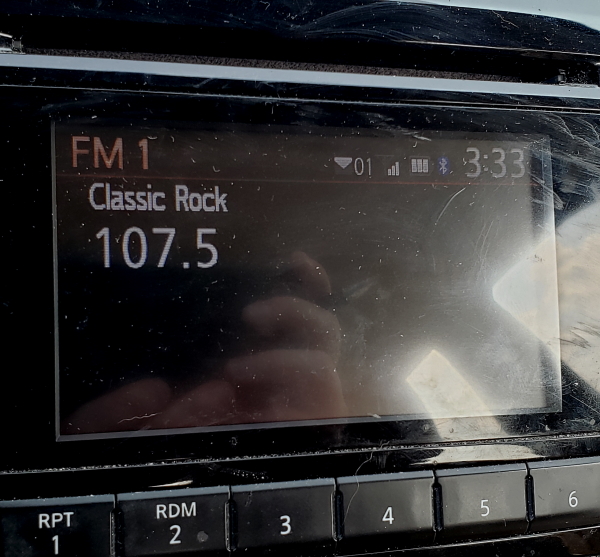 FM 1
01 3:33
Classic Rock
107.5
RPT RDM
1 2 3 4 5 6